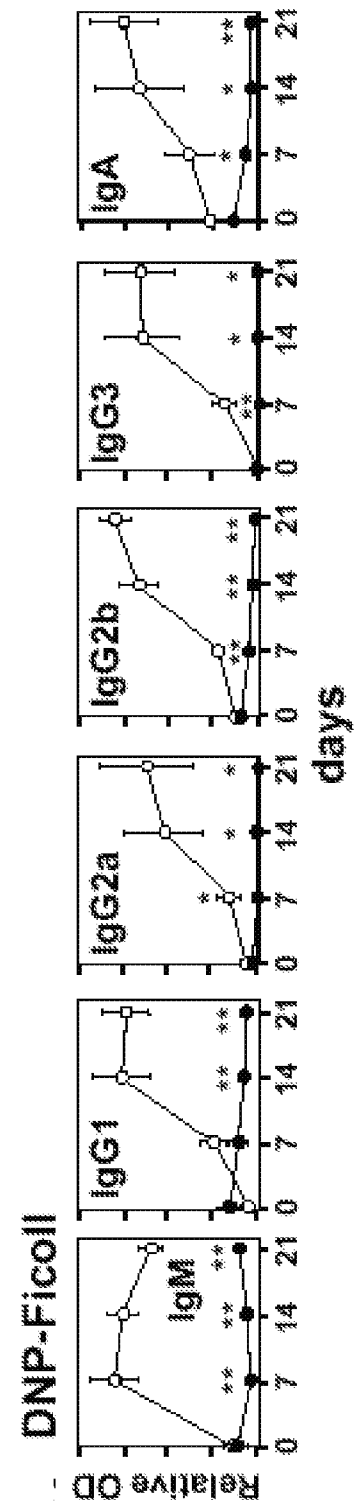 DNP-Ficoll
Relative OD
IgM
IgG1
IgG2a
IgG2b
IgG3
IgA
** ** **
** **
* * *
** ** **
** * *
* * **
0 7 14 21
0 7 14 21
0 7 14 21
0 7 14 21
0 7 14 21
0 7 14 21
days